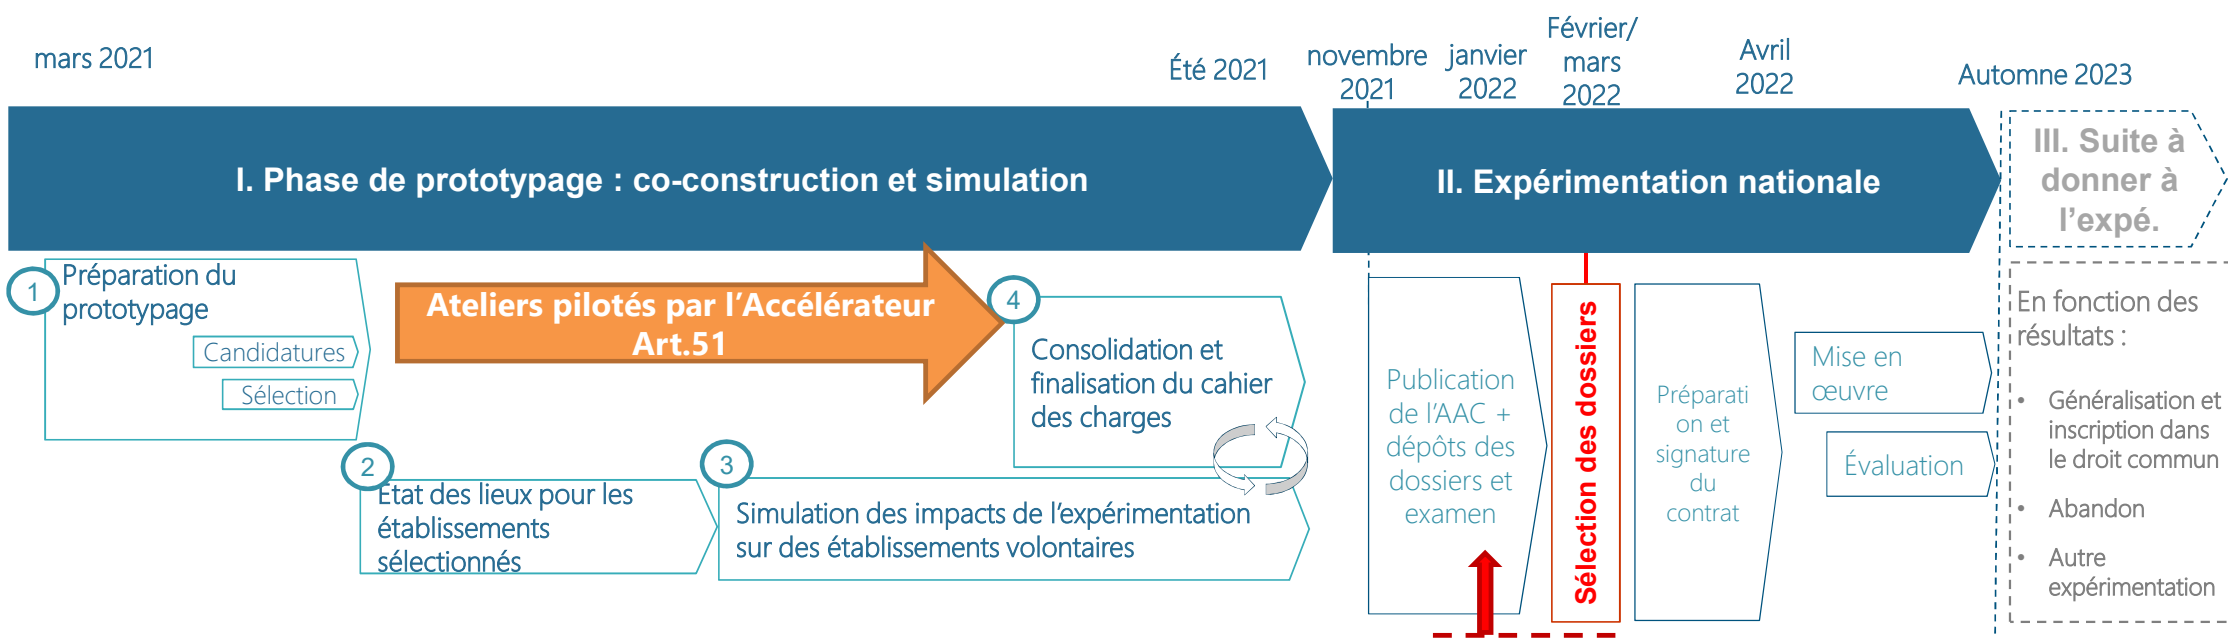 mars 2021
Été 2021
novembre
2021
janvier
2022
Février/
mars
2022
Avril
2022
Automne 2023
I. Phase de prototypage : co-construction et simulation
II. Expérimentation nationale
III. Suite à
donner à
l'expé.
1
Préparation du
prototypage
Candidatures
Sélection
Ateliers pilotés par l'Accélérateur
Art.51
2
Etat des lieux pour les
établissements
sélectionnés
3
Simulation des impacts de l'expérimentation
sur des établissements volontaires
4
Consolidation et
finalisation du cahier
des charges
Publication
de l'AAC +
dépôts des
dossiers et
examen
Sélection des dossiers
Préparati
on et
signature
du
contrat
Mise en
œuvre
Évaluation
En fonction des
résultats :
• Généralisation et
inscription dans
le droit commun
• Abandon
• Autre
expérimentation